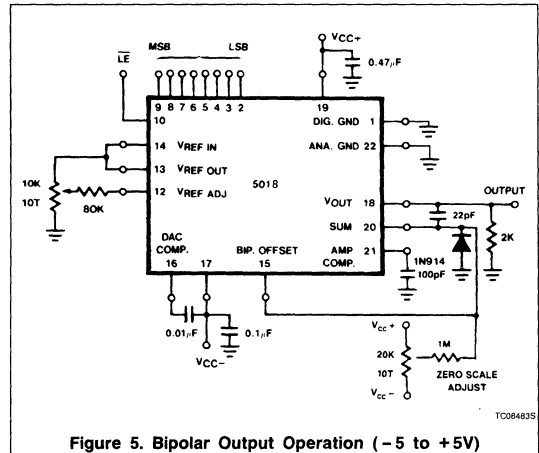 VCC+
LE
MSB
LSB
0.47µF
9 8 7 6 5 4 3 2
19
10
DIG. GND 1
ANA. GND 22
14 VREF IN
13 VREF OUT
12 VREF ADJ
10K
10T
80K
5018
VOUT 18
OUTPUT
22pF
SUM 20
2K
AMP COMP. 21
1N914
100pF
DAC COMP.
BIP. OFFSET
16
17
15
0.01µF
0.1µF
VCC–
VCC+
20K
10T
1M
ZERO SCALE
ADJUST
VCC–
TC08483S
Figure 5. Bipolar Output Operation (–5 to +5V)